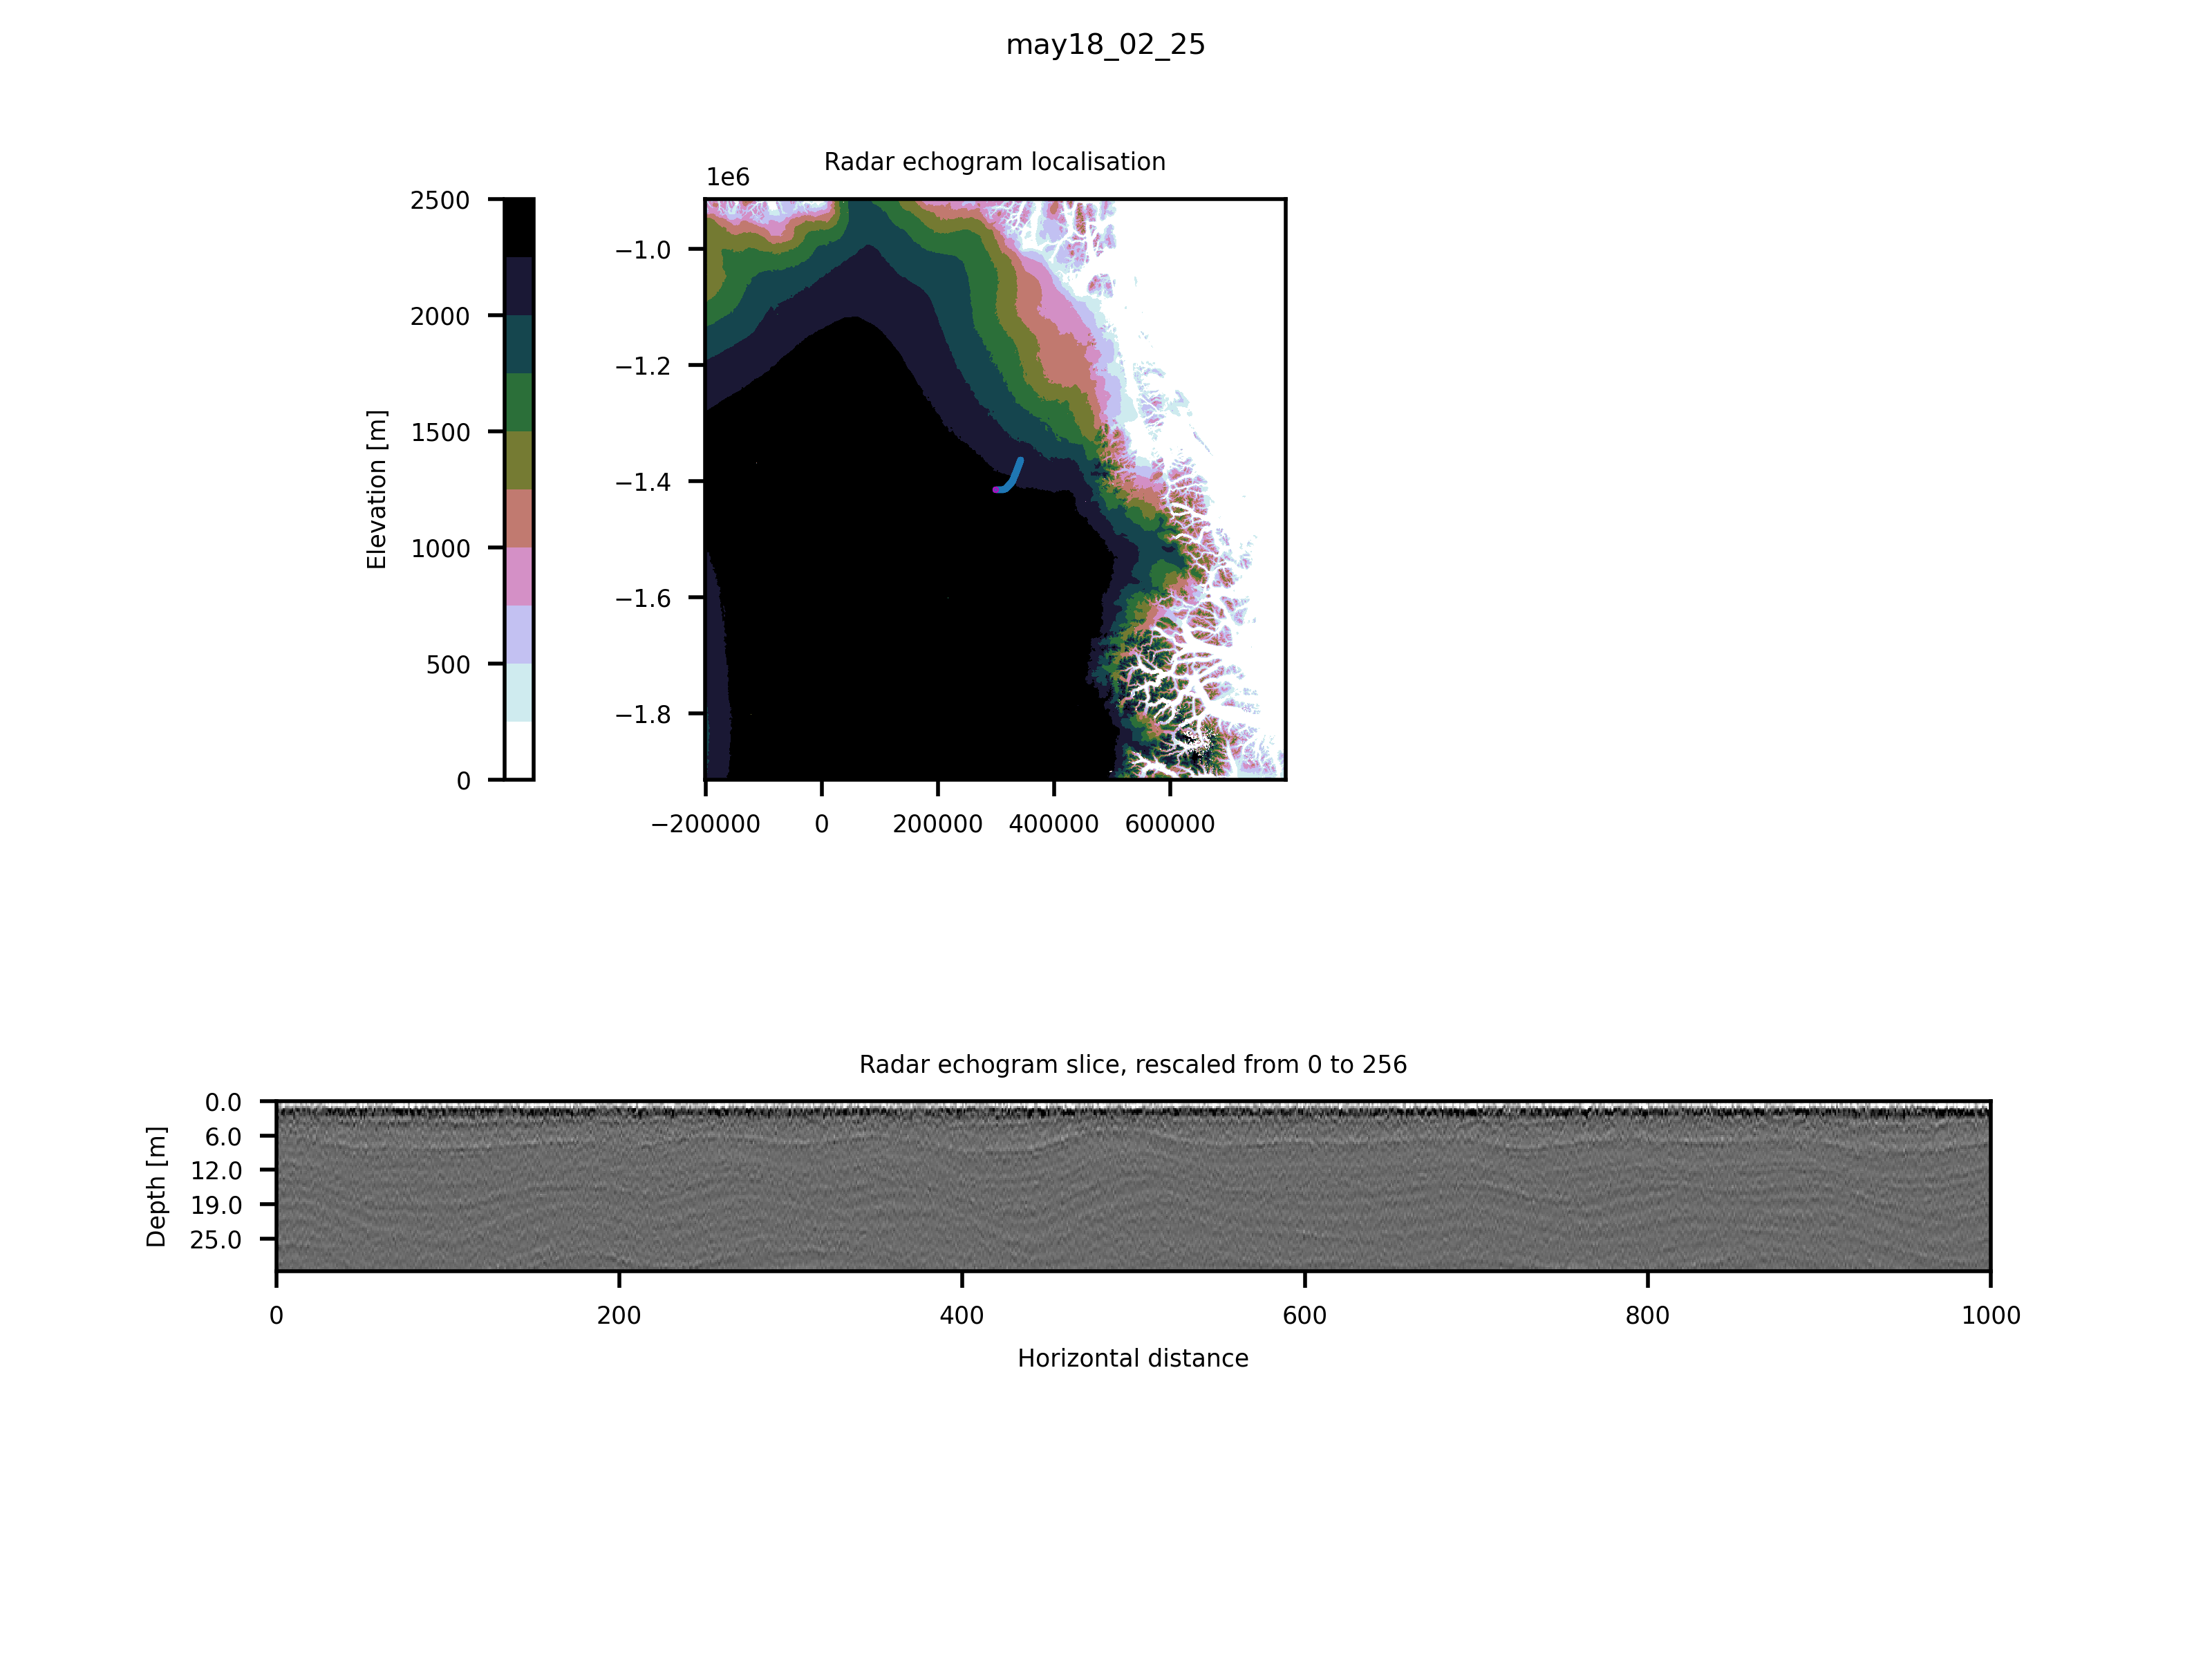 may18_02_25
Radar echogram localisation
1e6
2500
2000
1500
1000
500
0
Elevation [m]
−1.0
−1.2
−1.4
−1.6
−1.8
−200000 0 200000 400000 600000
Radar echogram slice, rescaled from 0 to 256
0.0
6.0
12.0
19.0
25.0
Depth [m]
0 200 400 600 800 1000
Horizontal distance